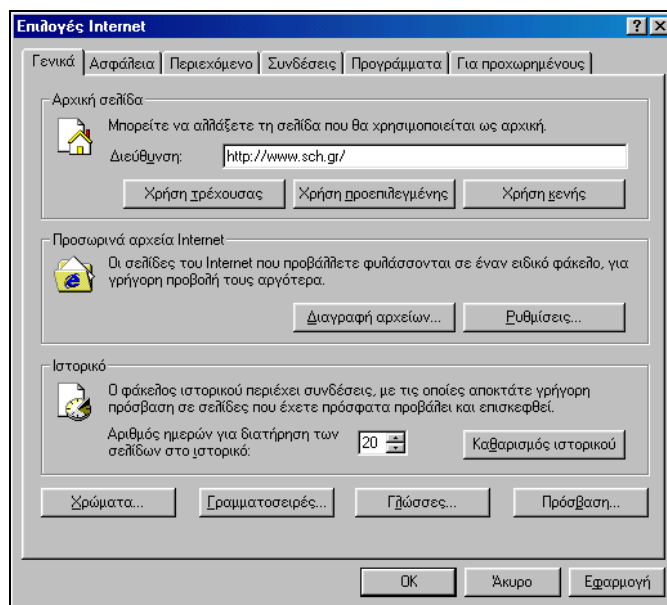 Επιλογές Internet
Γενικά Ασφάλεια Περιεχόμενο Συνδέσεις Προγράμματα Για προχωρημένους
Αρχική σελίδα
Μπορείτε να αλλάξετε τη σελίδα που θα χρησιμοποιείται ως αρχική.
Διεύθυνση: http://www.sch.gr/
Χρήση τρέχουσας Χρήση προεπιλεγμένης Χρήση κενής
Προσωρινά αρχεία Internet
Οι σελίδες του Internet που προβάλλετε φυλάσσονται σε έναν ειδικό φάκελο, για
γρήγορη προβολή τους αργότερα.
Διαγραφή αρχείων... Ρυθμίσεις...
Ιστορικό
Ο φάκελος ιστορικού περιέχει συνδέσεις, με τις οποίες αποκτάτε γρήγορη
πρόσβαση σε σελίδες που έχετε πρόσφατα προβάλει και επισκεφθεί.
Αριθμός ημερών για διατήρηση των
σελίδων στο ιστορικό: 20 Καθαρισμός ιστορικού
Χρώματα... Γραμματοσειρές... Γλώσσες... Πρόσβαση...
OK Άκυρο Εφαρμογή